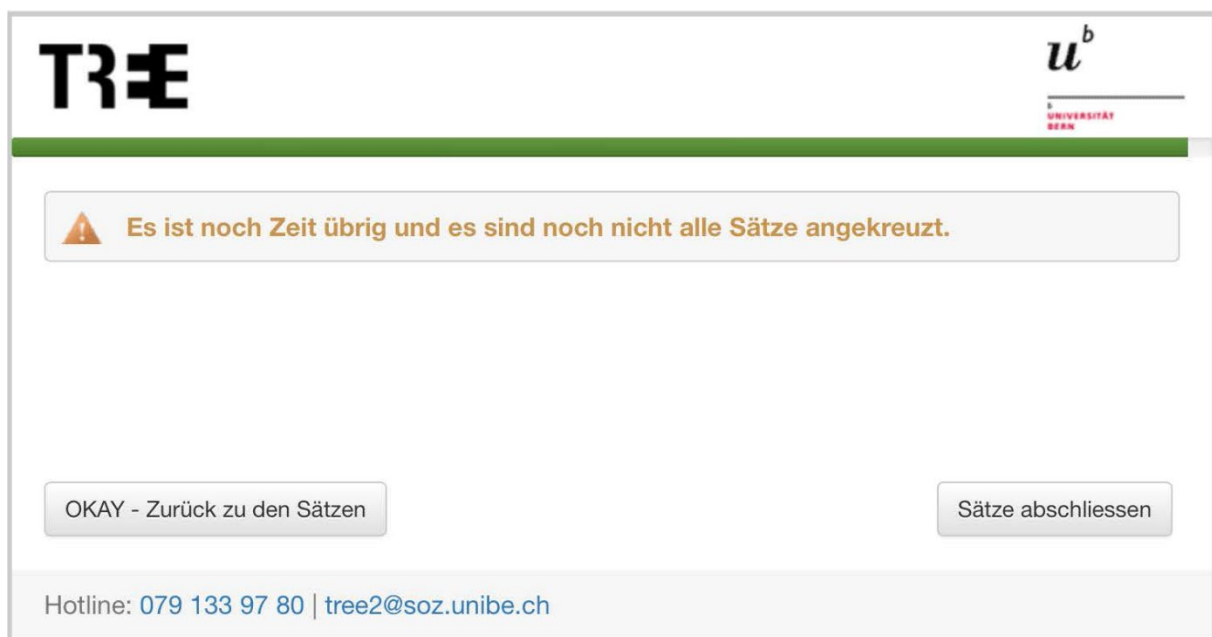 TREE
u^b
b
UNIVERSITÄT
BERN
Es ist noch Zeit übrig und es sind noch nicht alle Sätze angekreuzt.
OKAY - Zurück zu den Sätzen
Sätze abschliessen
Hotline: 079 133 97 80 | tree2@soz.unibe.ch